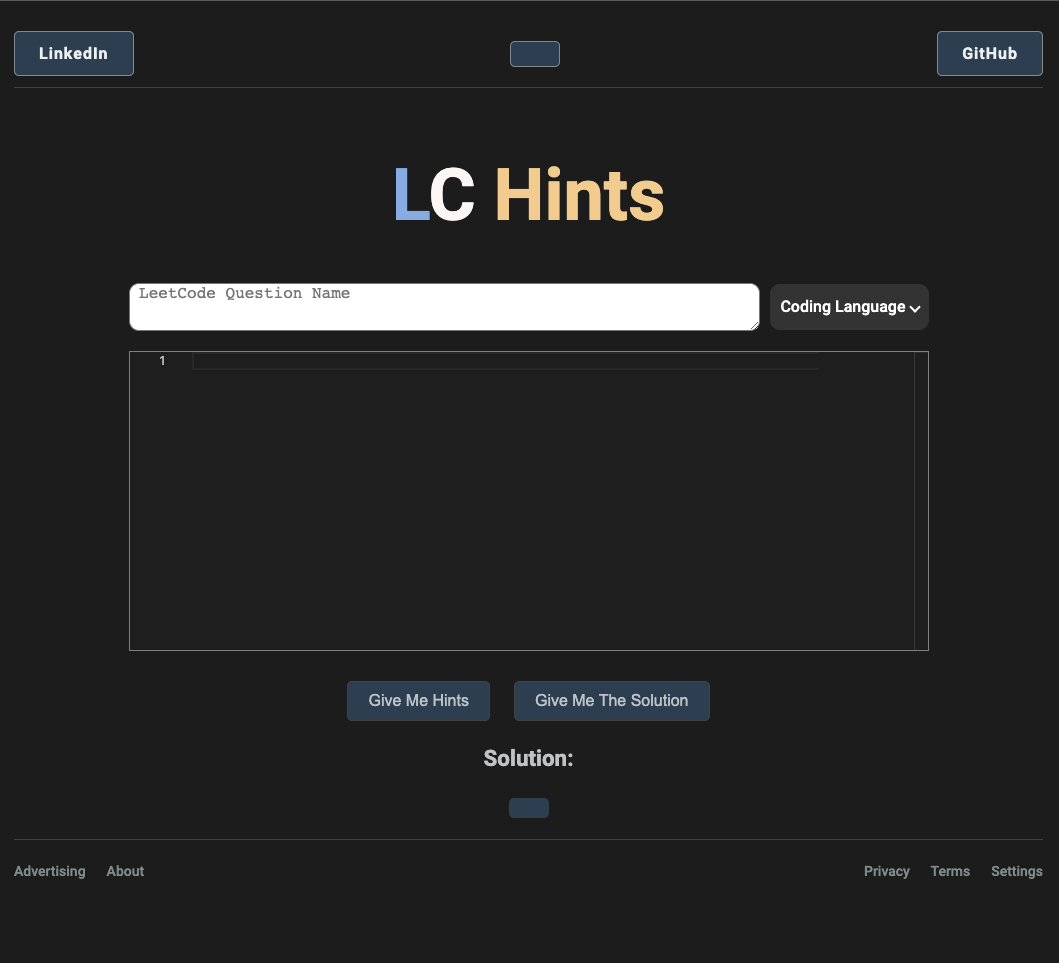 LinkedIn
GitHub
LC Hints
LeetCode Question Name
Coding Language
1
Give Me Hints
Give Me The Solution
Solution:
Advertising About
Privacy Terms Settings